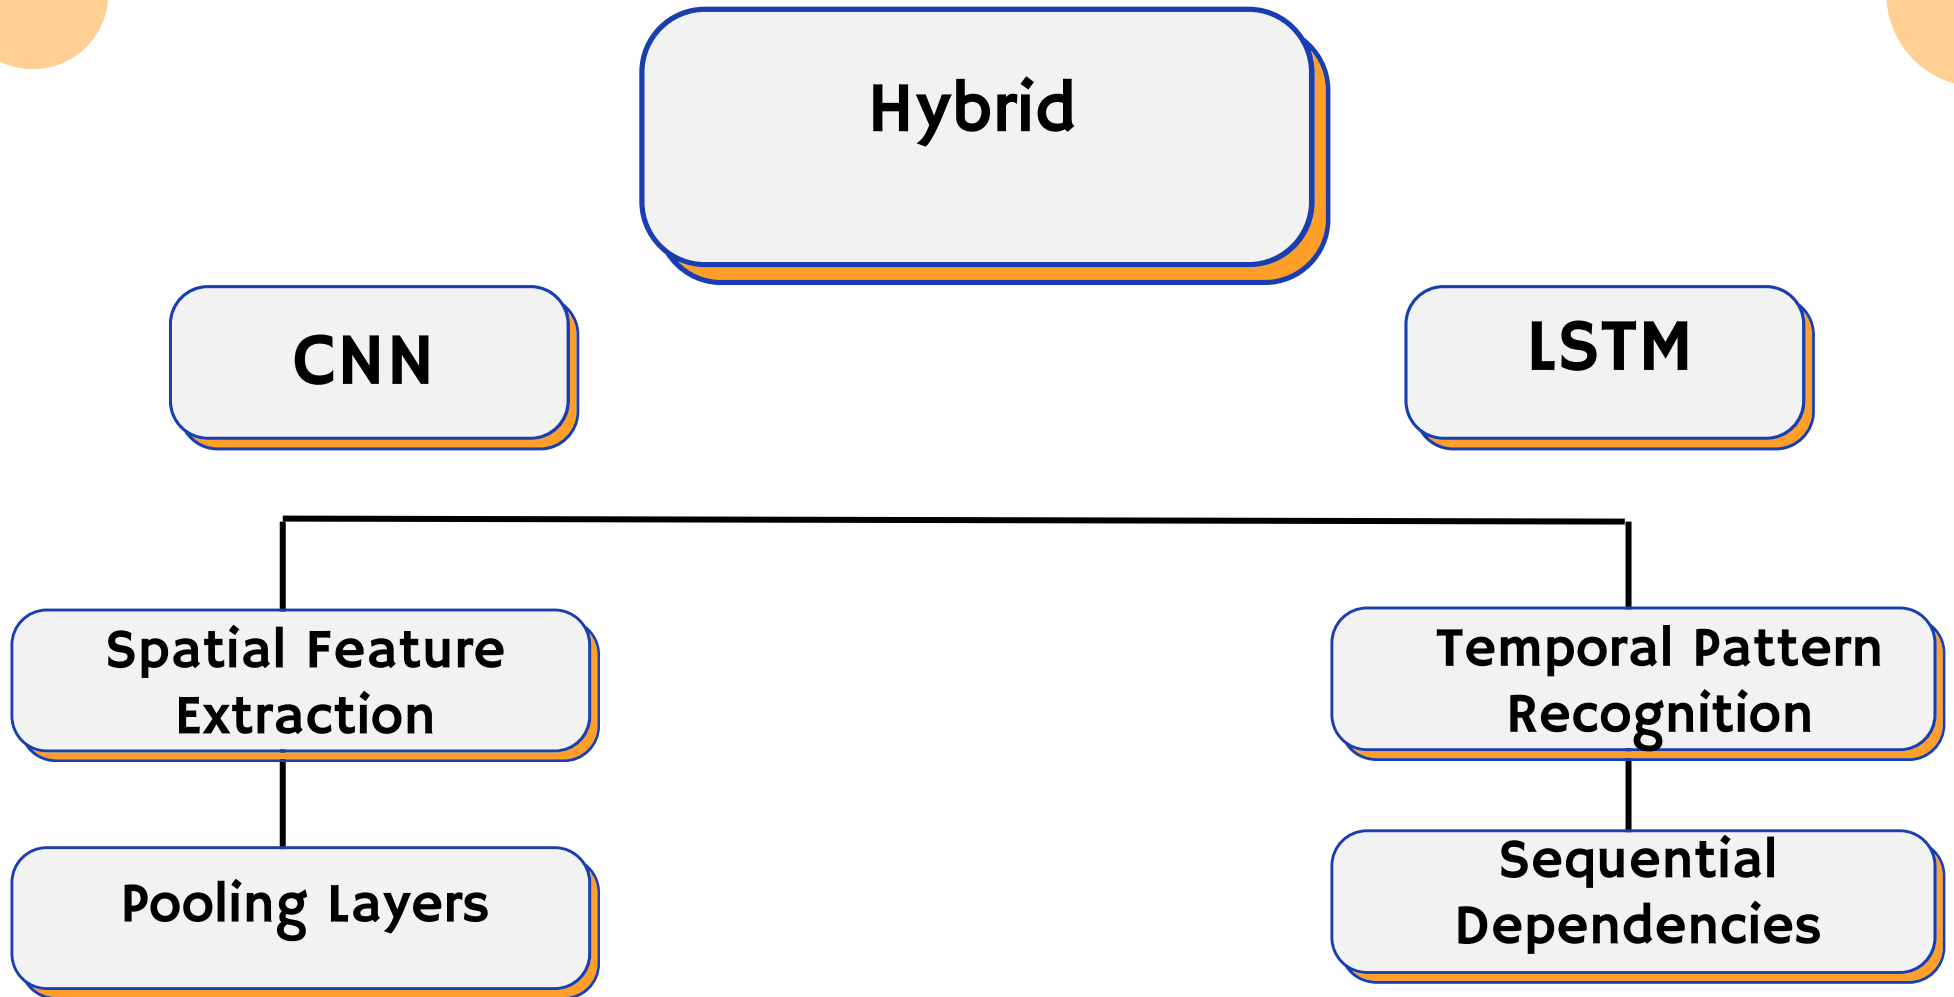 Hybrid
CNN
LSTM
Spatial Feature
Extraction
Temporal Pattern
Recognition
Pooling Layers
Sequential
Dependencies